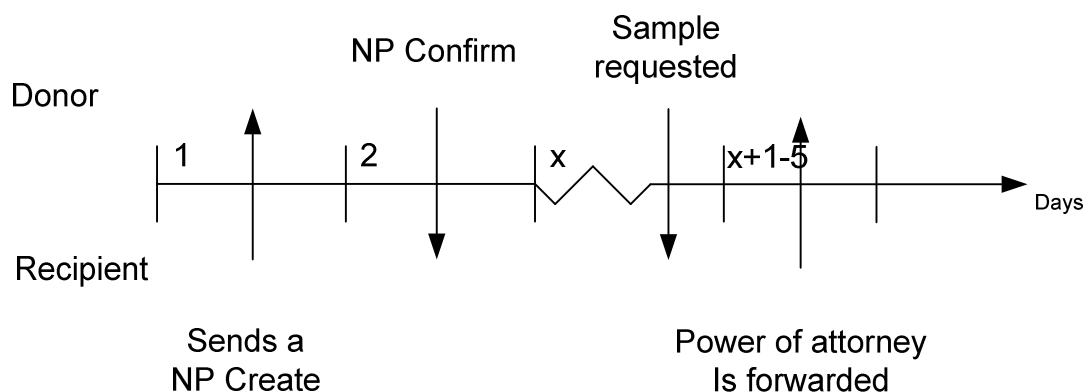 Sample
requested
NP Confirm
Donor
1
2
x
x+1-5
Days
Recipient
Sends a
NP Create
Power of attorney
Is forwarded